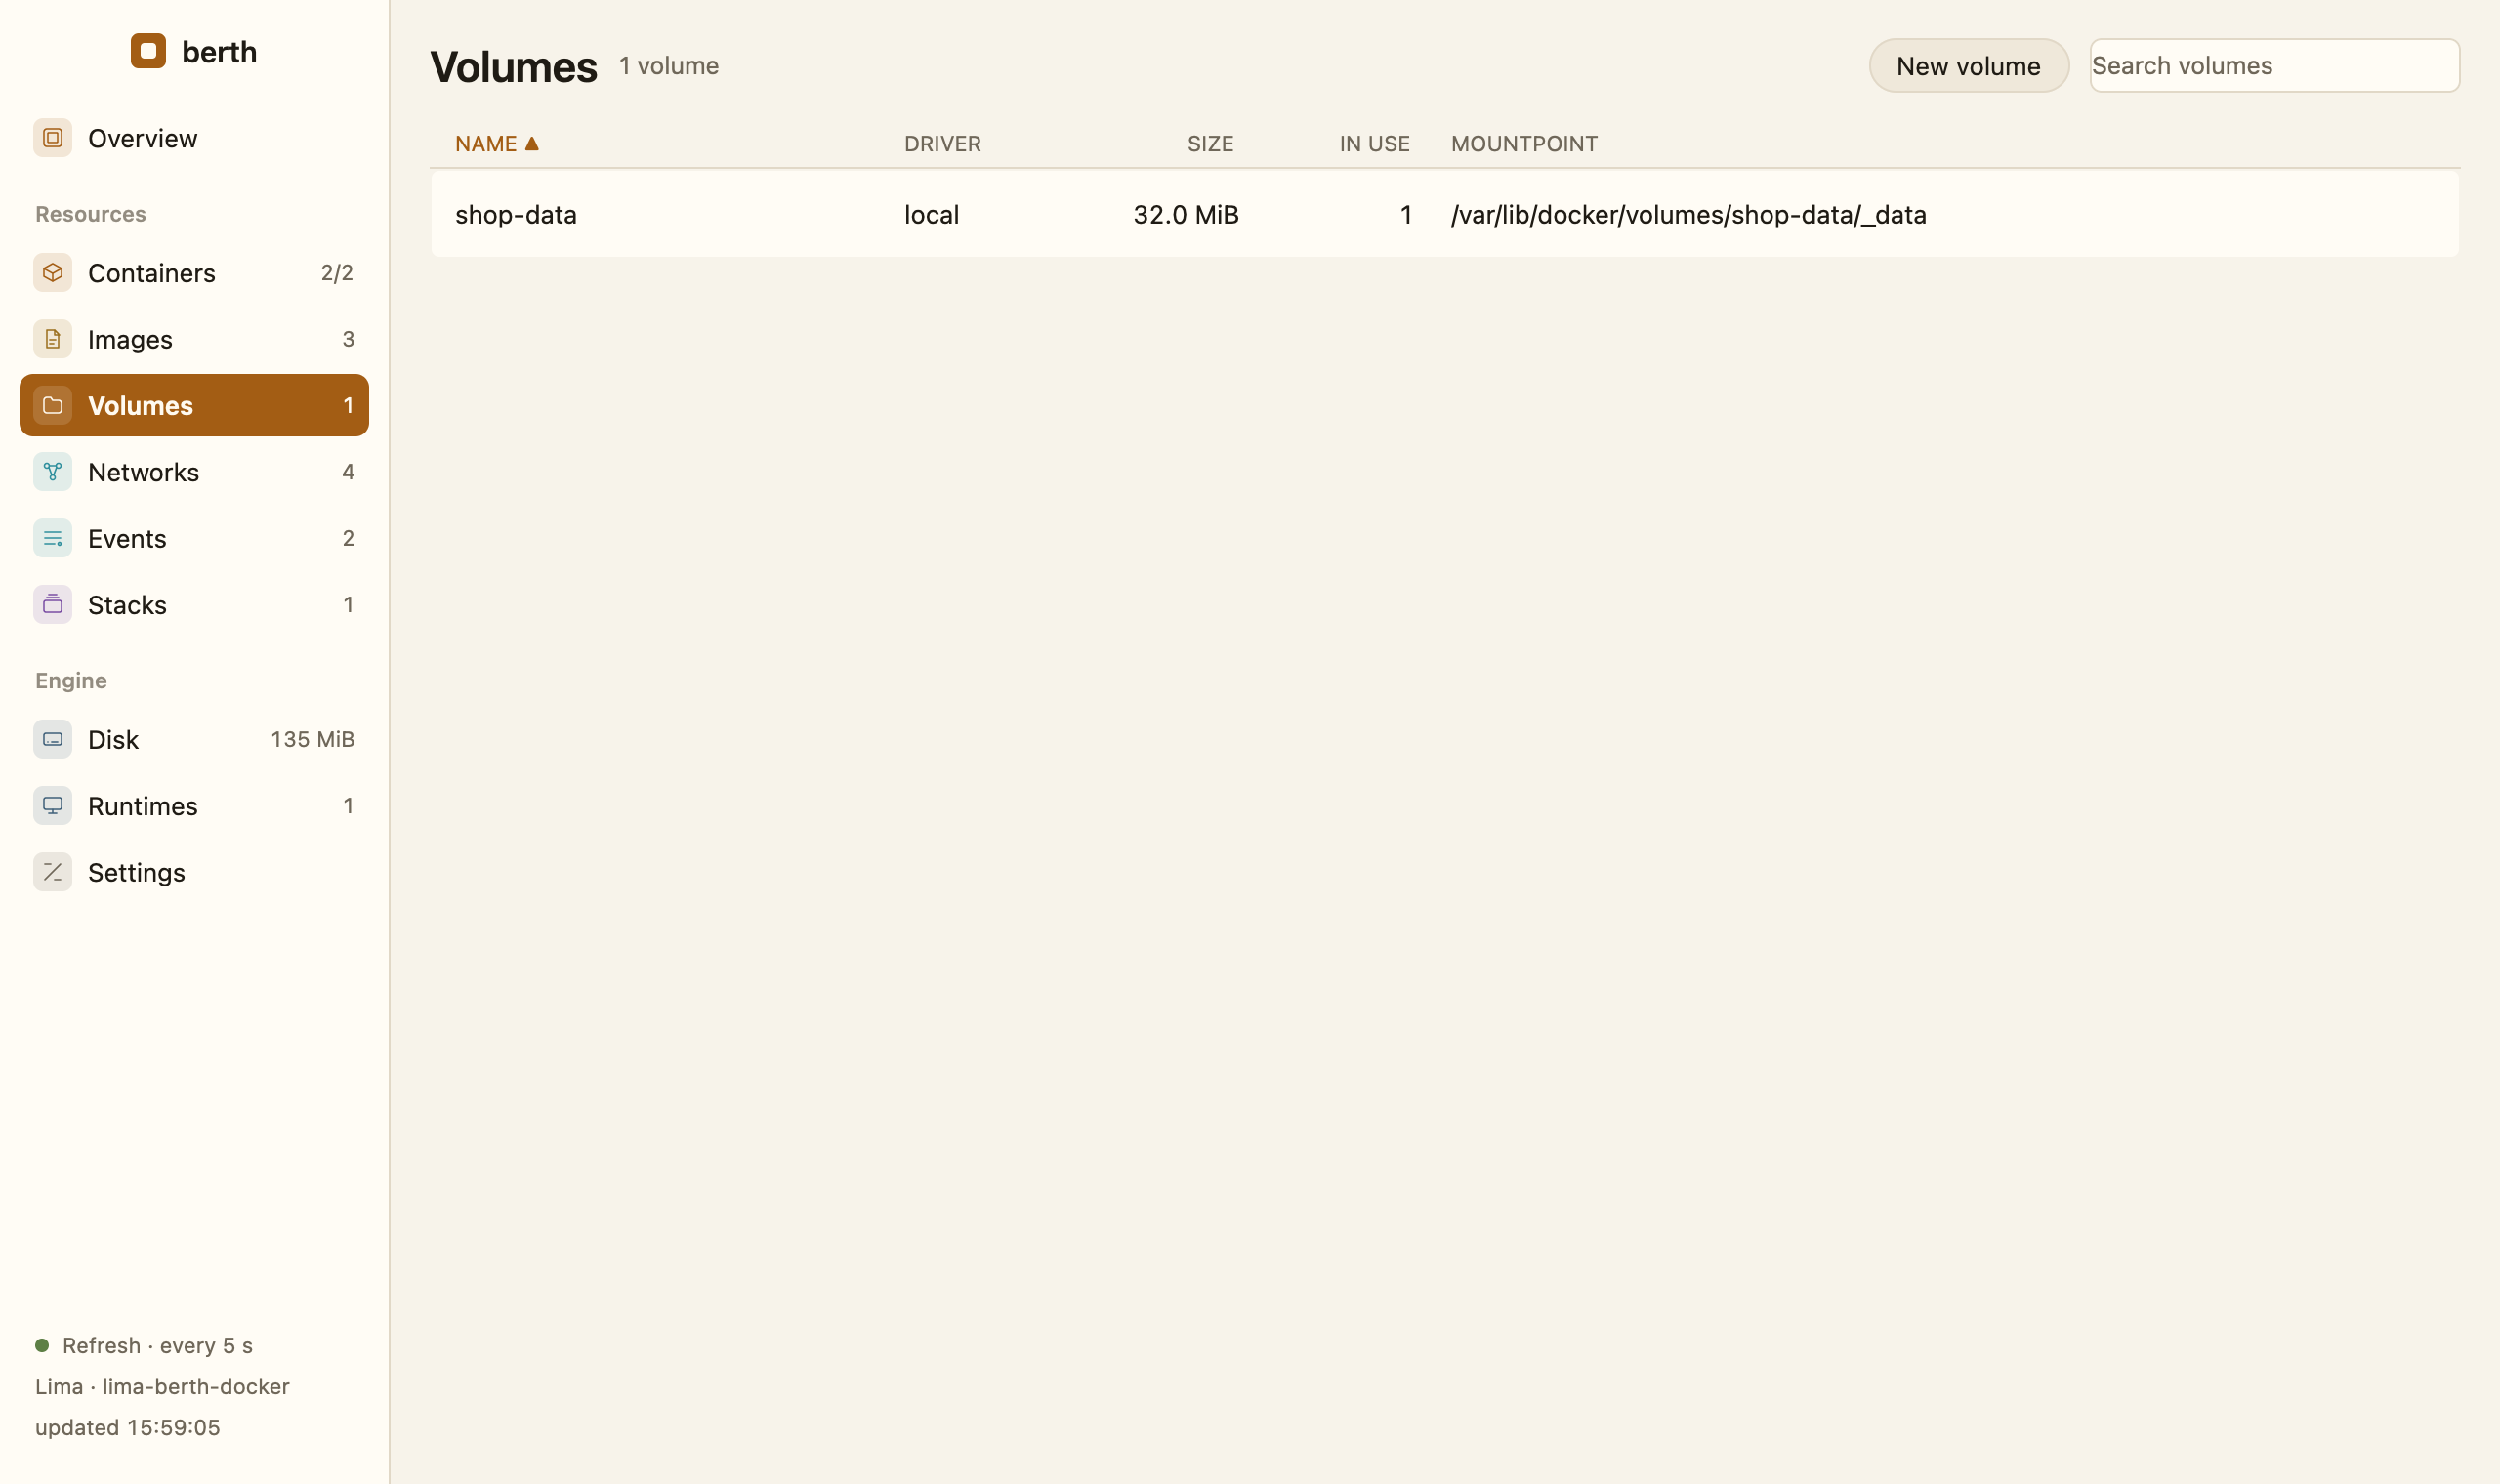 berth
Overview
Resources
Containers 2/2
Images 3
Volumes 1
Networks 4
Events 2
Stacks 1
Engine
Disk 135 MiB
Runtimes 1
Settings
Refresh · every 5 s
Lima · lima-berth-docker
updated 15:59:05
Volumes 1 volume New volume Search volumes
NAME ▲ DRIVER SIZE IN USE MOUNTPOINT
shop-data local 32.0 MiB 1 /var/lib/docker/volumes/shop-data/_data